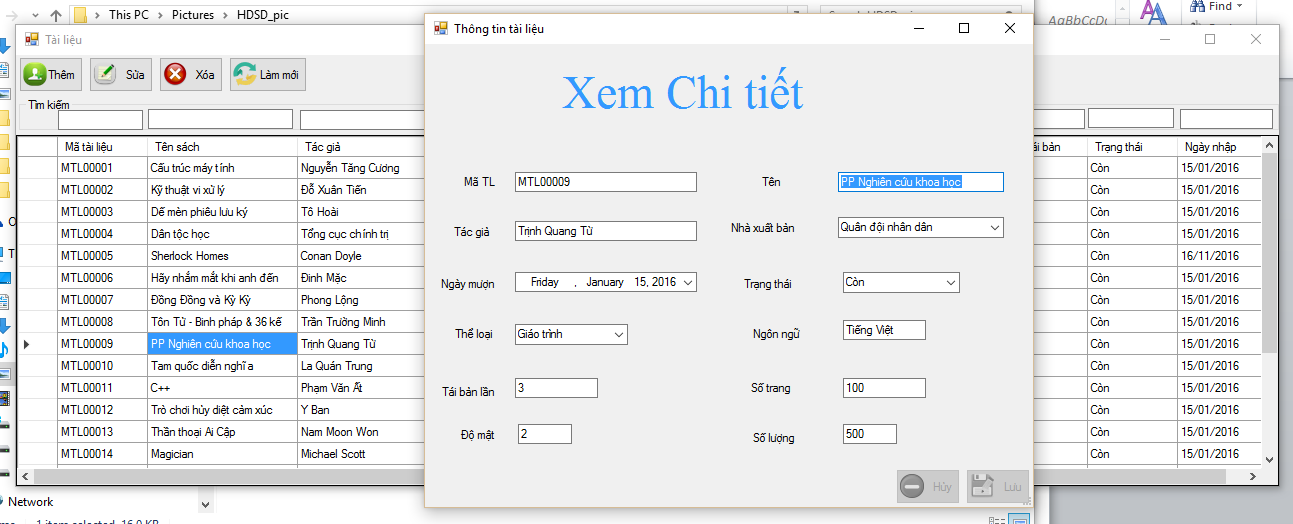 This PC > Pictures > HDSD_pic
AaBbCcDc
Find
Tài liệu
Thêm Sửa Xóa Làm mới
Tìm kiếm
Mã tài liệu Tên sách Tác giả
MTL00001 Cấu trúc máy tính Nguyễn Tăng Cương
MTL00002 Kỹ thuật vi xử lý Đỗ Xuân Tiến
MTL00003 Dế mèn phiêu lưu ký Tô Hoài
MTL00004 Dân tộc học Tổng cục chính trị
MTL00005 Sherlock Homes Conan Doyle
MTL00006 Hãy nhắm mắt khi anh đến Đinh Mặc
MTL00007 Đồng Đồng và Kỳ Kỳ Phong Lộng
MTL00008 Tôn Tử - Binh pháp & 36 kế Trần Trường Minh
MTL00009 PP Nghiên cứu khoa học Trịnh Quang Từ
MTL00010 Tam quốc diễn nghĩa La Quán Trung
MTL00011 C++ Phạm Văn Ất
MTL00012 Trò chơi hủy diệt cảm xúc Y Ban
MTL00013 Thần thoại Ai Cập Nam Moon Won
MTL00014 Magician Michael Scott
Thông tin tài liệu
Xem Chi tiết
Mã TL MTL00009 Tên PP Nghiên cứu khoa học
Tác giả Trịnh Quang Từ Nhà xuất bản Quân đội nhân dân
Ngày mượn Friday , January 15, 2016 Trạng thái Còn
Thể loại Giáo trình Ngôn ngữ Tiếng Việt
Tái bản lần 3 Số trang 100
Độ mật 2 Số lượng 500
Hủy Lưu
bản Trạng thái Ngày nhập
Còn 15/01/2016
Còn 15/01/2016
Còn 15/01/2016
Còn 15/01/2016
Còn 16/11/2016
Còn 15/01/2016
Còn 15/01/2016
Còn 15/01/2016
Còn 15/01/2016
Còn 15/01/2016
Còn 15/01/2016
Còn 15/01/2016
Còn 15/01/2016
Còn 15/01/2016
Network